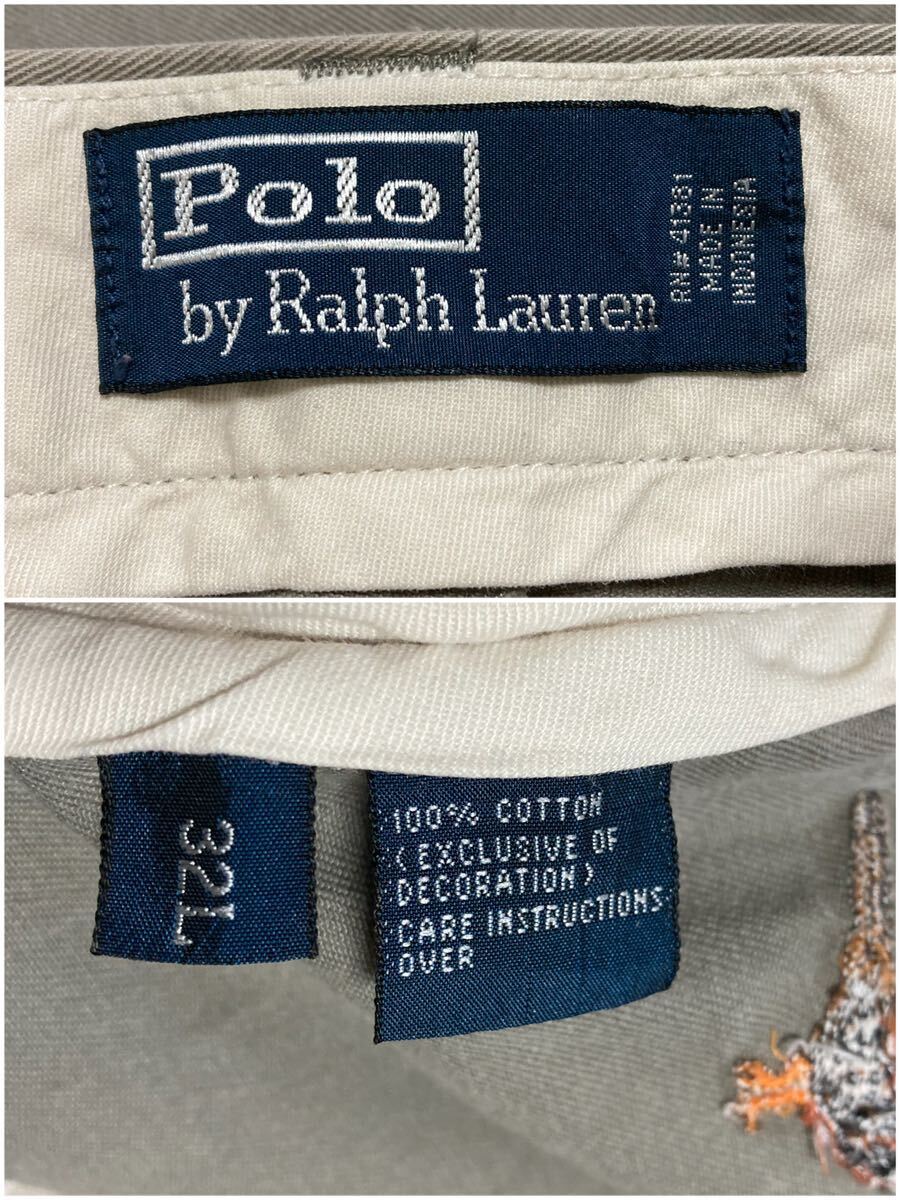 Polo
by Ralph Lauren
RN# 41381
MADE IN
INDONESIA
32L
100% COTTON
(EXCLUSIVE OF
DECORATION)
CARE INSTRUCTIONS
OVER